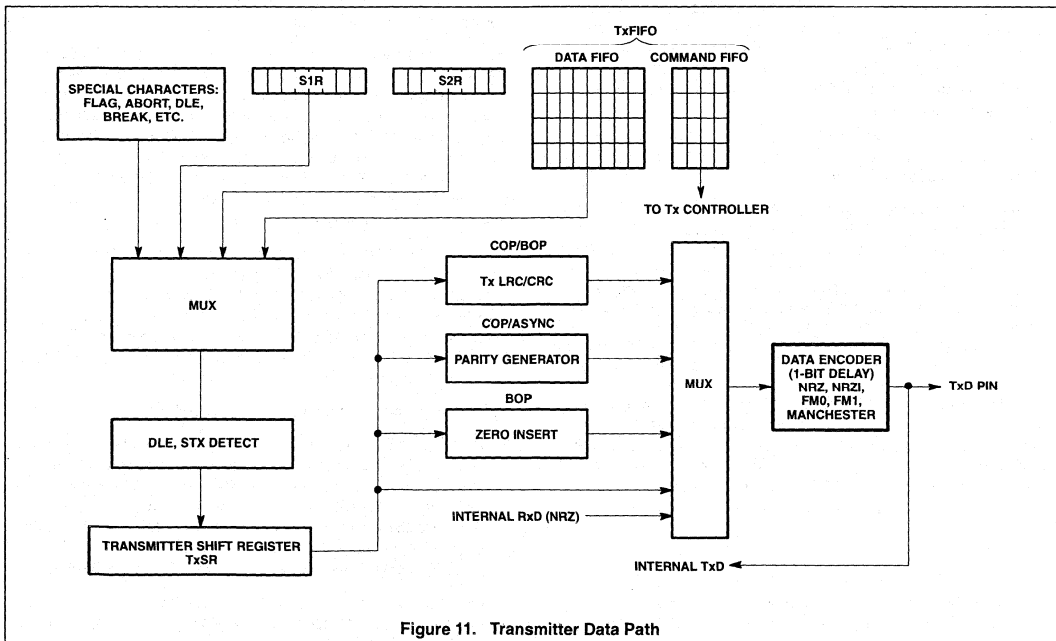 TxFIFO
DATA FIFO COMMAND FIFO
SPECIAL CHARACTERS:
FLAG, ABORT, DLE,
BREAK, ETC.
S1R
S2R
TO Tx CONTROLLER
MUX
COP/BOP
Tx LRC/CRC
COP/ASYNC
PARITY GENERATOR
BOP
ZERO INSERT
MUX
DATA ENCODER
(1-BIT DELAY)
NRZ, NRZI,
FM0, FM1,
MANCHESTER
TxD PIN
DLE, STX DETECT
INTERNAL RxD (NRZ)
TRANSMITTER SHIFT REGISTER
TxSR
INTERNAL TxD
Figure 11. Transmitter Data Path